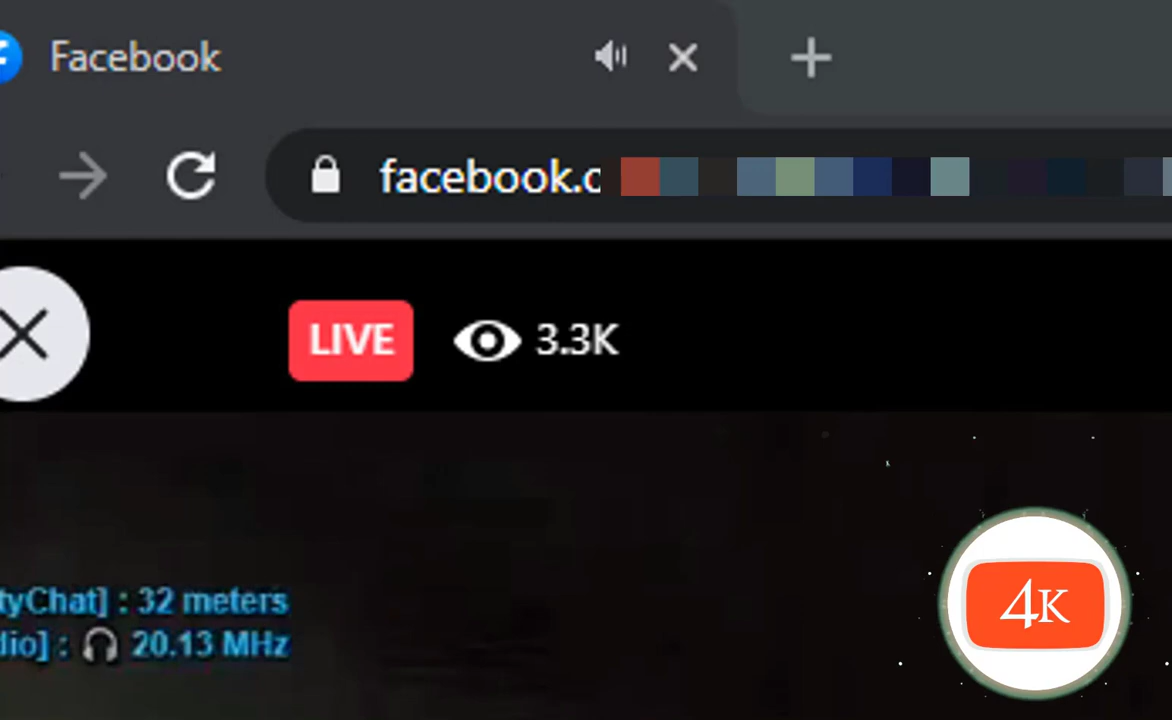 Facebook
facebook.c
LIVE 3.3K
tyChat] : 32 meters
dio] : 20.13 MHz
4K